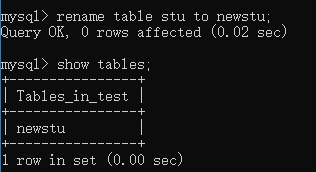 mysql> rename table stu to newstu;
Query OK, 0 rows affected (0.02 sec)
mysql> show tables;
+----------------+
| Tables_in_test |
+----------------+
| newstu         |
+----------------+
1 row in set (0.00 sec)